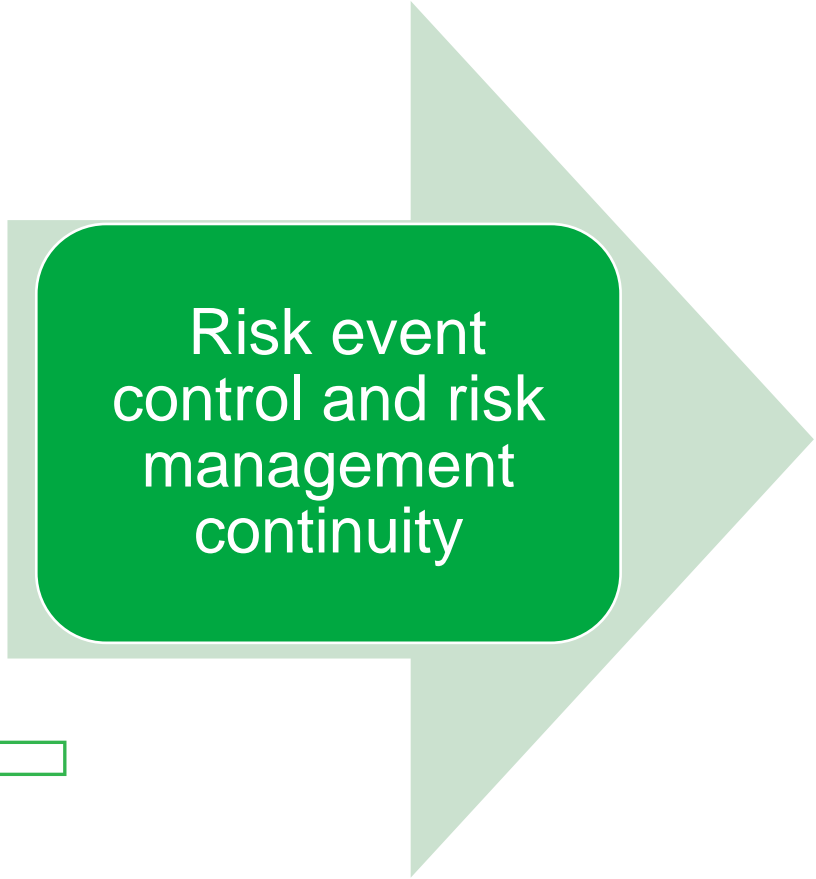 Risk event
control and risk
management
continuity